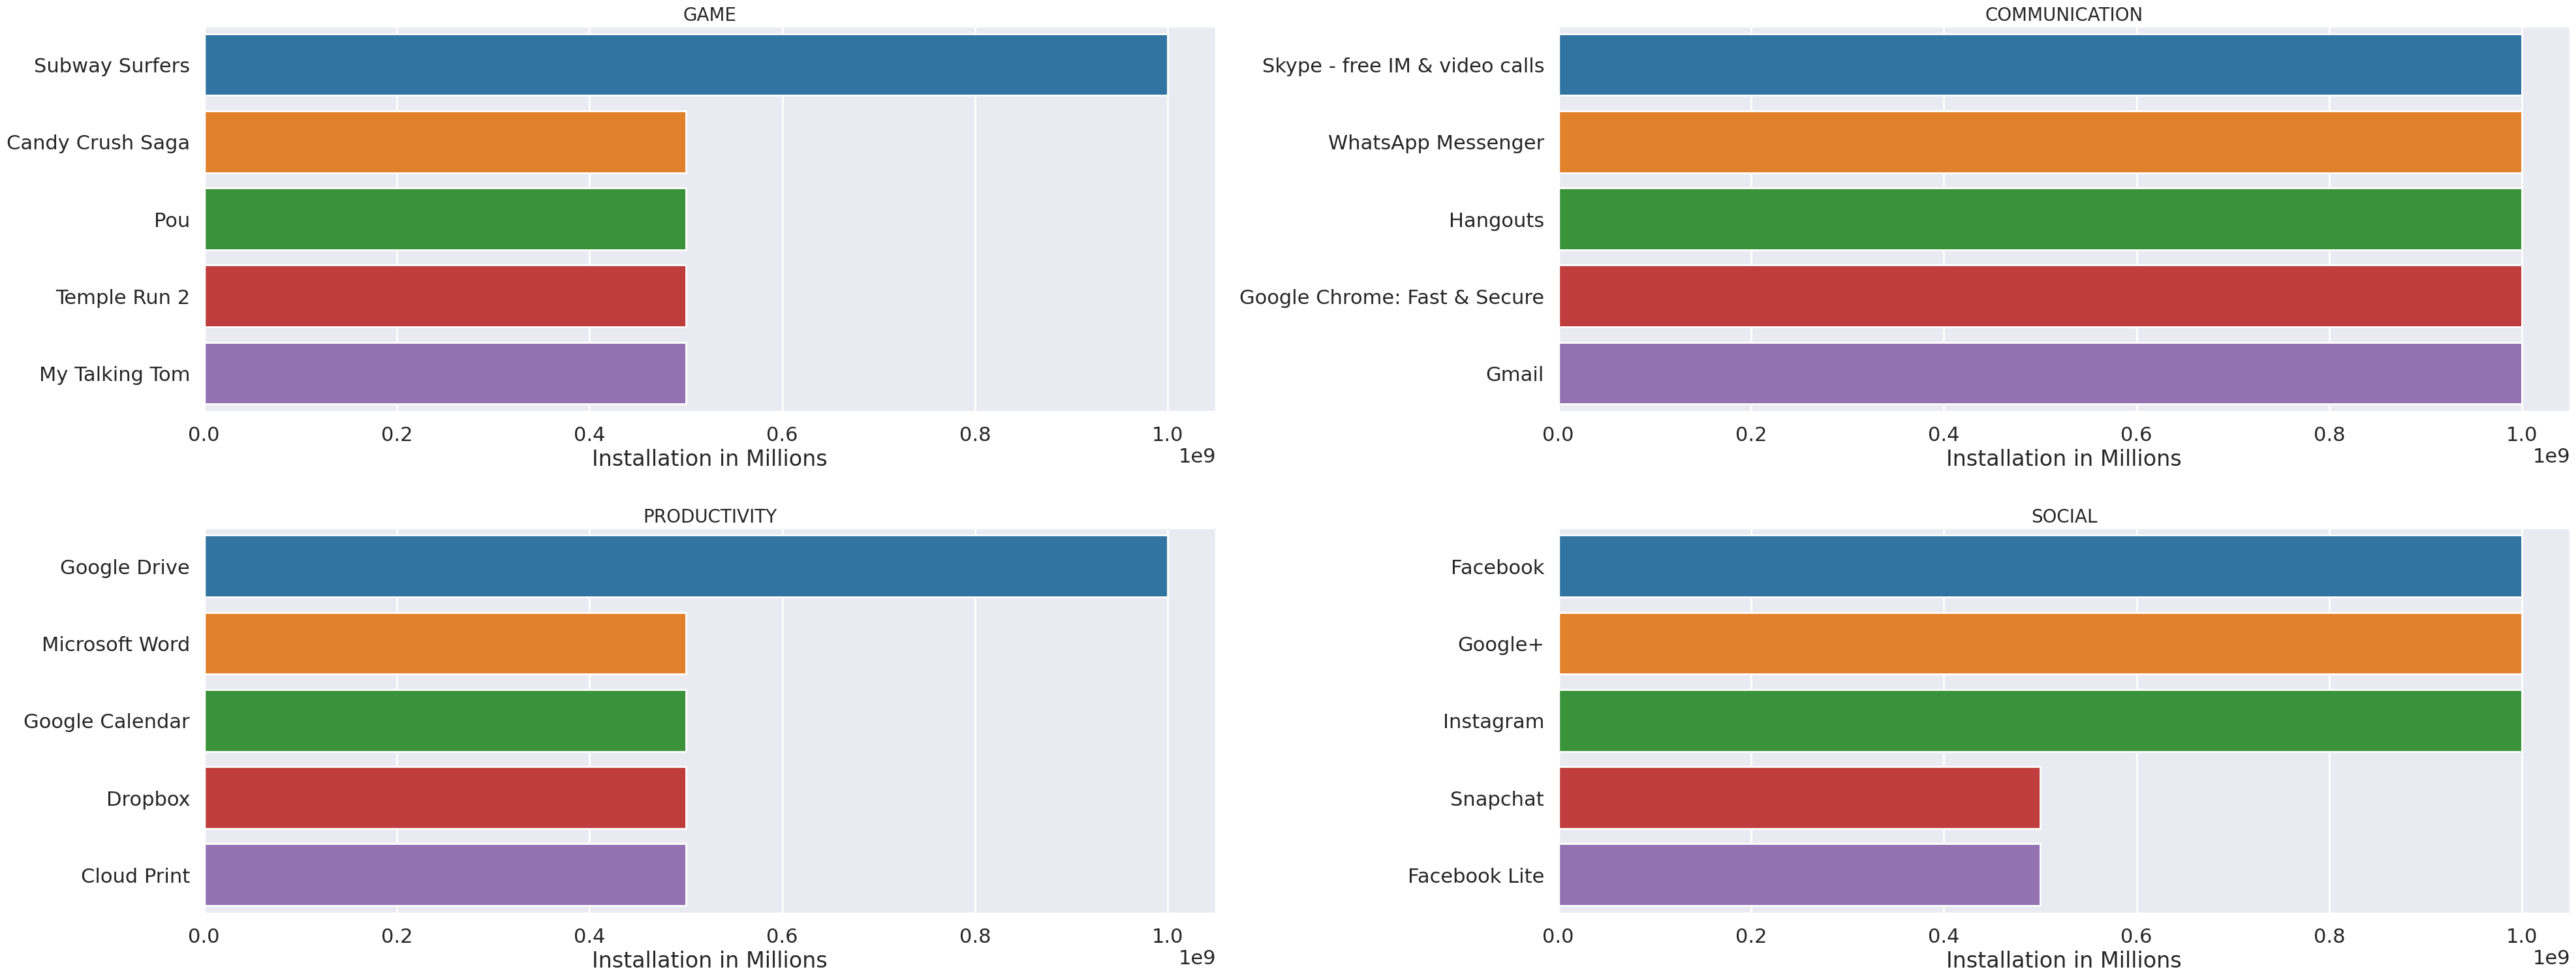 GAME
Subway Surfers
Candy Crush Saga
Pou
Temple Run 2
My Talking Tom
0.0 0.2 0.4 0.6 0.8 1.0
Installation in Millions
1e9
COMMUNICATION
Skype - free IM & video calls
WhatsApp Messenger
Hangouts
Google Chrome: Fast & Secure
Gmail
0.0 0.2 0.4 0.6 0.8 1.0
Installation in Millions
1e9
PRODUCTIVITY
Google Drive
Microsoft Word
Google Calendar
Dropbox
Cloud Print
0.0 0.2 0.4 0.6 0.8 1.0
Installation in Millions
1e9
SOCIAL
Facebook
Google+
Instagram
Snapchat
Facebook Lite
0.0 0.2 0.4 0.6 0.8 1.0
Installation in Millions
1e9